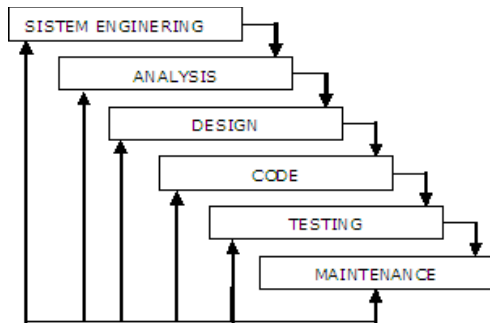 SISTEM ENGINERING
ANALYSIS
DESIGN
CODE
TESTING
MAINTENANCE